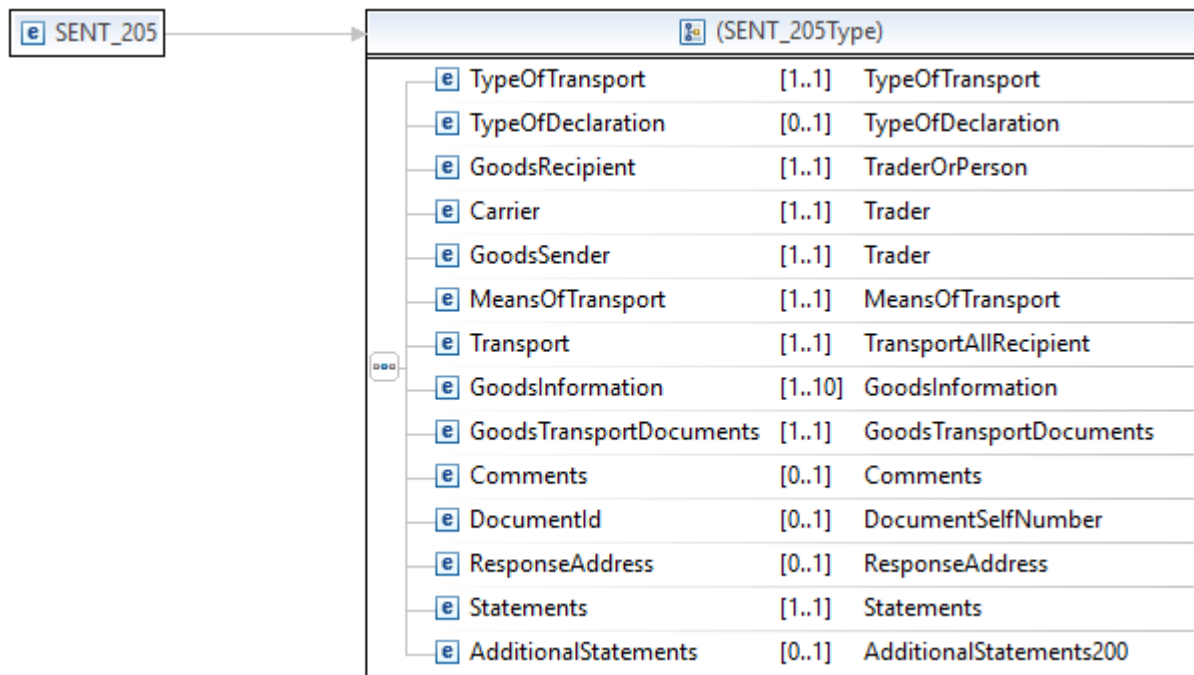 e SENT_205
(SENT_205Type)
e TypeOfTransport [1..1] TypeOfTransport
e TypeOfDeclaration [0..1] TypeOfDeclaration
e GoodsRecipient [1..1] TraderOrPerson
e Carrier [1..1] Trader
e GoodsSender [1..1] Trader
e MeansOfTransport [1..1] MeansOfTransport
e Transport [1..1] TransportAllRecipient
e GoodsInformation [1..10] GoodsInformation
e GoodsTransportDocuments [1..1] GoodsTransportDocuments
e Comments [0..1] Comments
e DocumentId [0..1] DocumentSelfNumber
e ResponseAddress [0..1] ResponseAddress
e Statements [1..1] Statements
e AdditionalStatements [0..1] AdditionalStatements200